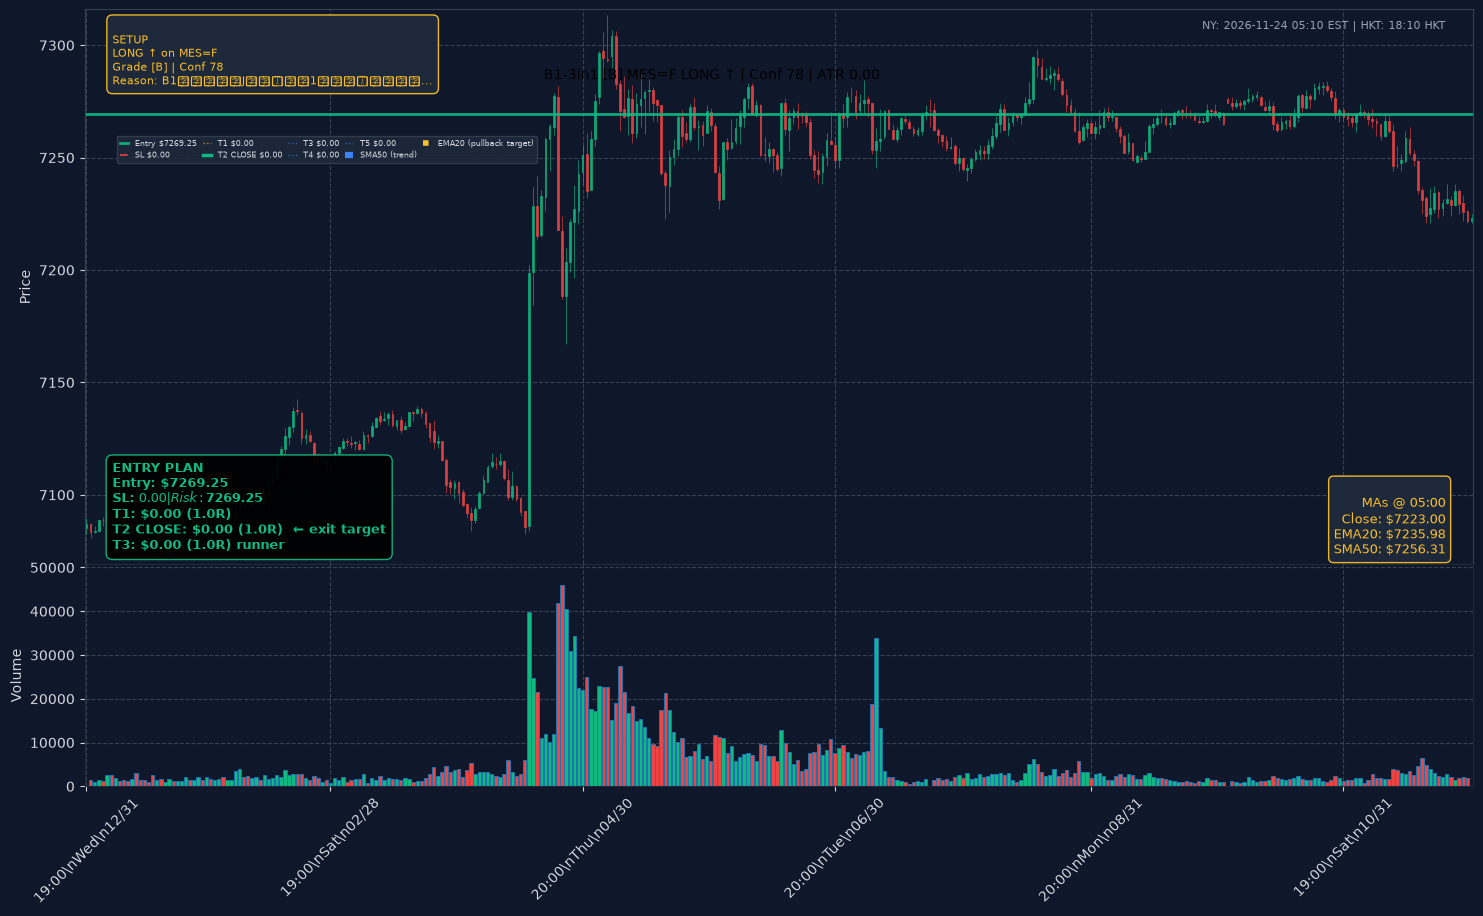 NY: 2026-11-24 05:10 EST | HKT: 18:10 HKT
SETUP
LONG ↑ on MES=F
Grade [B] | Conf 78
Reason: B1
B1-3in1 [B] MES=F LONG ↑ | Conf 78 | ATR 0.00
Entry $7269.25
SL $0.00
T1 $0.00
T2 CLOSE $0.00
T3 $0.00
T4 $0.00
T5 $0.00
SMA50 (trend)
EMA20 (pullback target)
Price
7300
7250
7200
7150
7100
ENTRY PLAN
Entry: $7269.25
SL: 0.00|Risk:7269.25
T1: $0.00 (1.0R)
T2 CLOSE: $0.00 (1.0R) ← exit target
T3: $0.00 (1.0R) runner
MAs @ 05:00
Close: $7223.00
EMA20: $7235.98
SMA50: $7256.31
Volume
50000
40000
30000
20000
10000
0
19:00\nWed\n12/31
19:00\nSat\n02/28
20:00\nThu\n04/30
20:00\nTue\n06/30
20:00\nMon\n08/31
19:00\nSat\n10/31